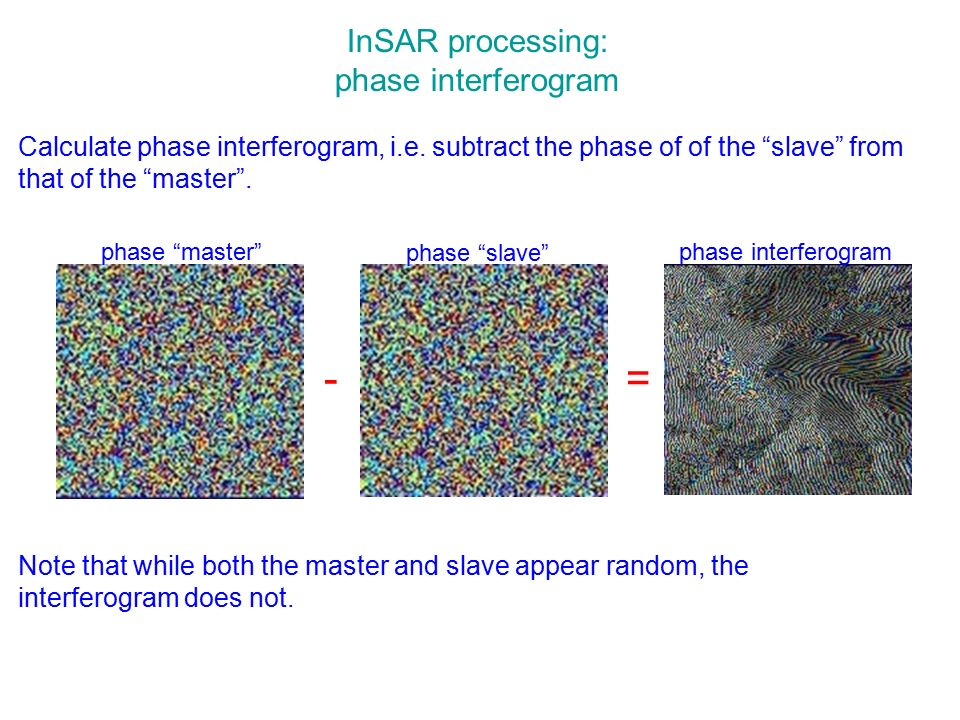 InSAR processing:
phase interferogram
Calculate phase interferogram, i.e. subtract the phase of of the “slave” from
that of the “master”.
phase “master”
phase “slave”
phase interferogram
-
=
Note that while both the master and slave appear random, the
interferogram does not.